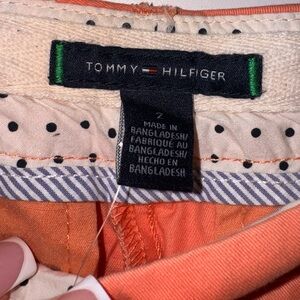 TOMMY HILFIGER
2
MADE IN
BANGLADESH/
FABRIQUÉ AU
BANGLADESH/
HECHO EN
BANGLADESH